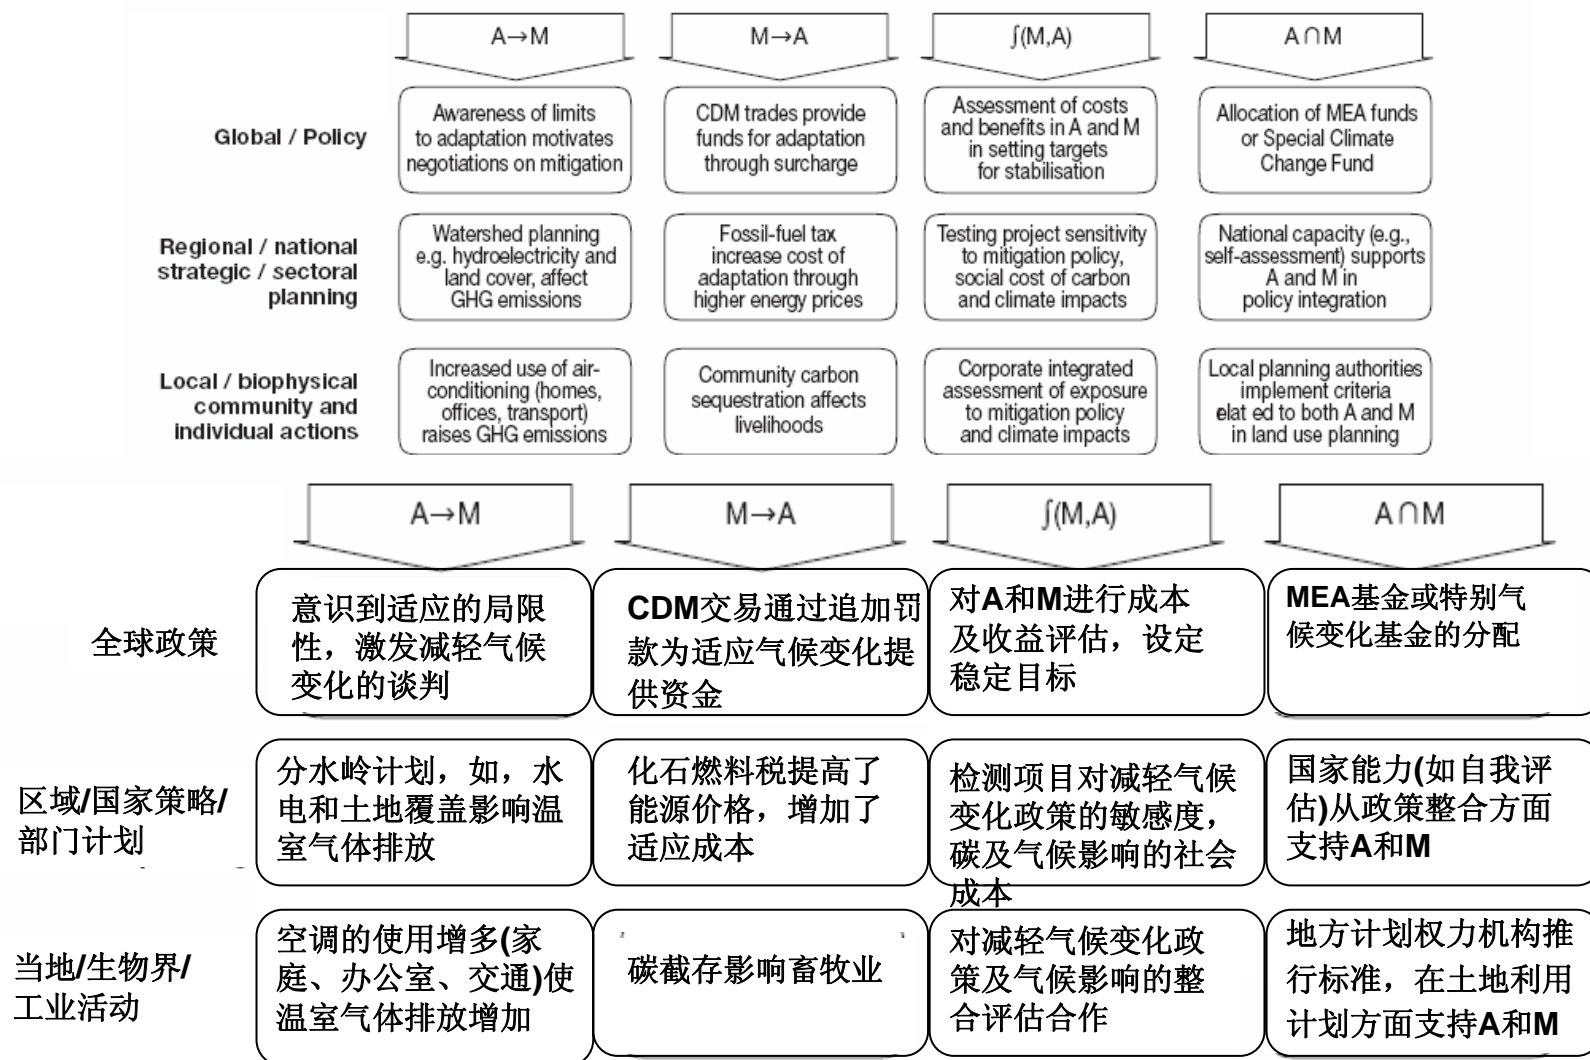 A→M
M→A
∫(M,A)
A∩M
Global / Policy
Awareness of limits
to adaptation motivates
negotiations on mitigation
CDM trades provide
funds for adaptation
through surcharge
Assessment of costs
and benefits in A and M
in setting targets
for stabilisation
Allocation of MEA funds
or Special Climate
Change Fund
Regional / national
strategic / sectoral
planning
Watershed planning
e.g. hydroelectricity and
land cover, affect
GHG emissions
Fossil-fuel tax
increase cost of
adaptation through
higher energy prices
Testing project sensitivity
to mitigation policy,
social cost of carbon
and climate impacts
National capacity (e.g.,
self-assessment) supports
A and M in
policy integration
Local / biophysical
community and
individual actions
Increased use of air-
conditioning (homes,
offices, transport)
raises GHG emissions
Community carbon
sequestration affects
livelihoods
Corporate integrated
assessment of exposure
to mitigation policy
and climate impacts
Local planning authorities
implement criteria
elat ed to both A and M
in land use planning
A→M
M→A
∫(M,A)
A∩M
全球政策
意识到适应的局限
性，激发减轻气候
变化的谈判
CDM交易通过追加罚
款为适应气候变化提
供资金
对A和M进行成本
及收益评估，设定
稳定目标
MEA基金或特别气
候变化基金的分配
区域/国家策略/
部门计划
分水岭计划，如，水
电和土地覆盖影响温
室气体排放
化石燃料税提高了
能源价格，增加了
适应成本
检测项目对减轻气候
变化政策的敏感度，
碳及气候影响的社会
成本
国家能力(如自我评
估)从政策整合方面
支持A和M
当地/生物界/
工业活动
空调的使用增多(家
庭、办公室、交通)使
温室气体排放增加
碳截存影响畜牧业
对减轻气候变化政
策及气候影响的整
合评估合作
地方计划权力机构推
行标准，在土地利用
计划方面支持A和M